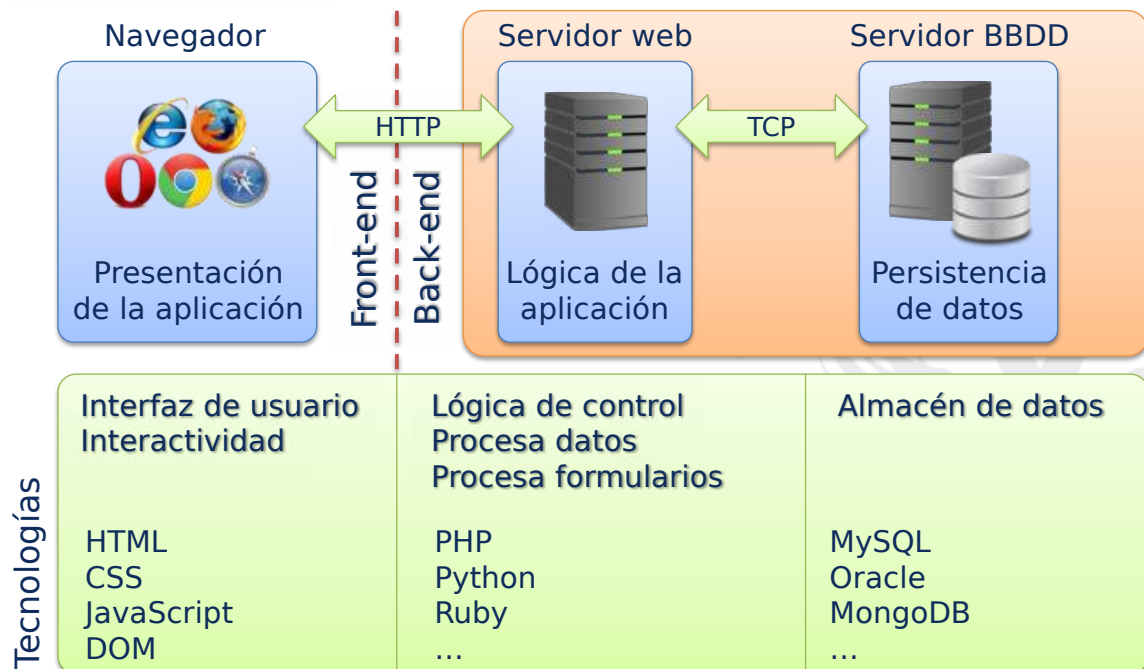 Navegador
Servidor web
Servidor BBDD
HTTP
TCP
Front-end
Back-end
Presentación
de la aplicación
Lógica de la
aplicación
Persistencia
de datos
Tecnologías
Interfaz de usuario
Interactividad
HTML
CSS
JavaScript
DOM
Lógica de control
Procesa datos
Procesa formularios
PHP
Python
Ruby
...
Almacén de datos
MySQL
Oracle
MongoDB
...